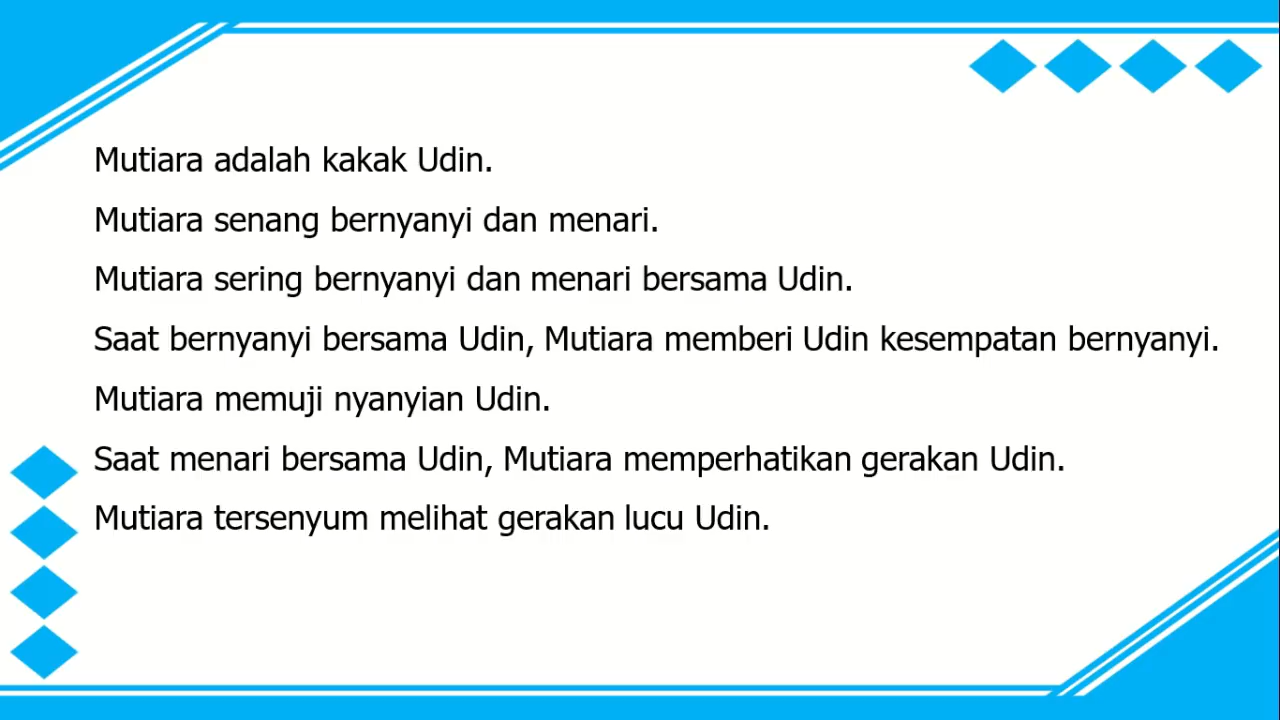 Mutiara adalah kakak Udin.
Mutiara senang bernyanyi dan menari.
Mutiara sering bernyanyi dan menari bersama Udin.
Saat bernyanyi bersama Udin, Mutiara memberi Udin kesempatan bernyanyi.
Mutiara memuji nyanyian Udin.
Saat menari bersama Udin, Mutiara memperhatikan gerakan Udin.
Mutiara tersenyum melihat gerakan lucu Udin.